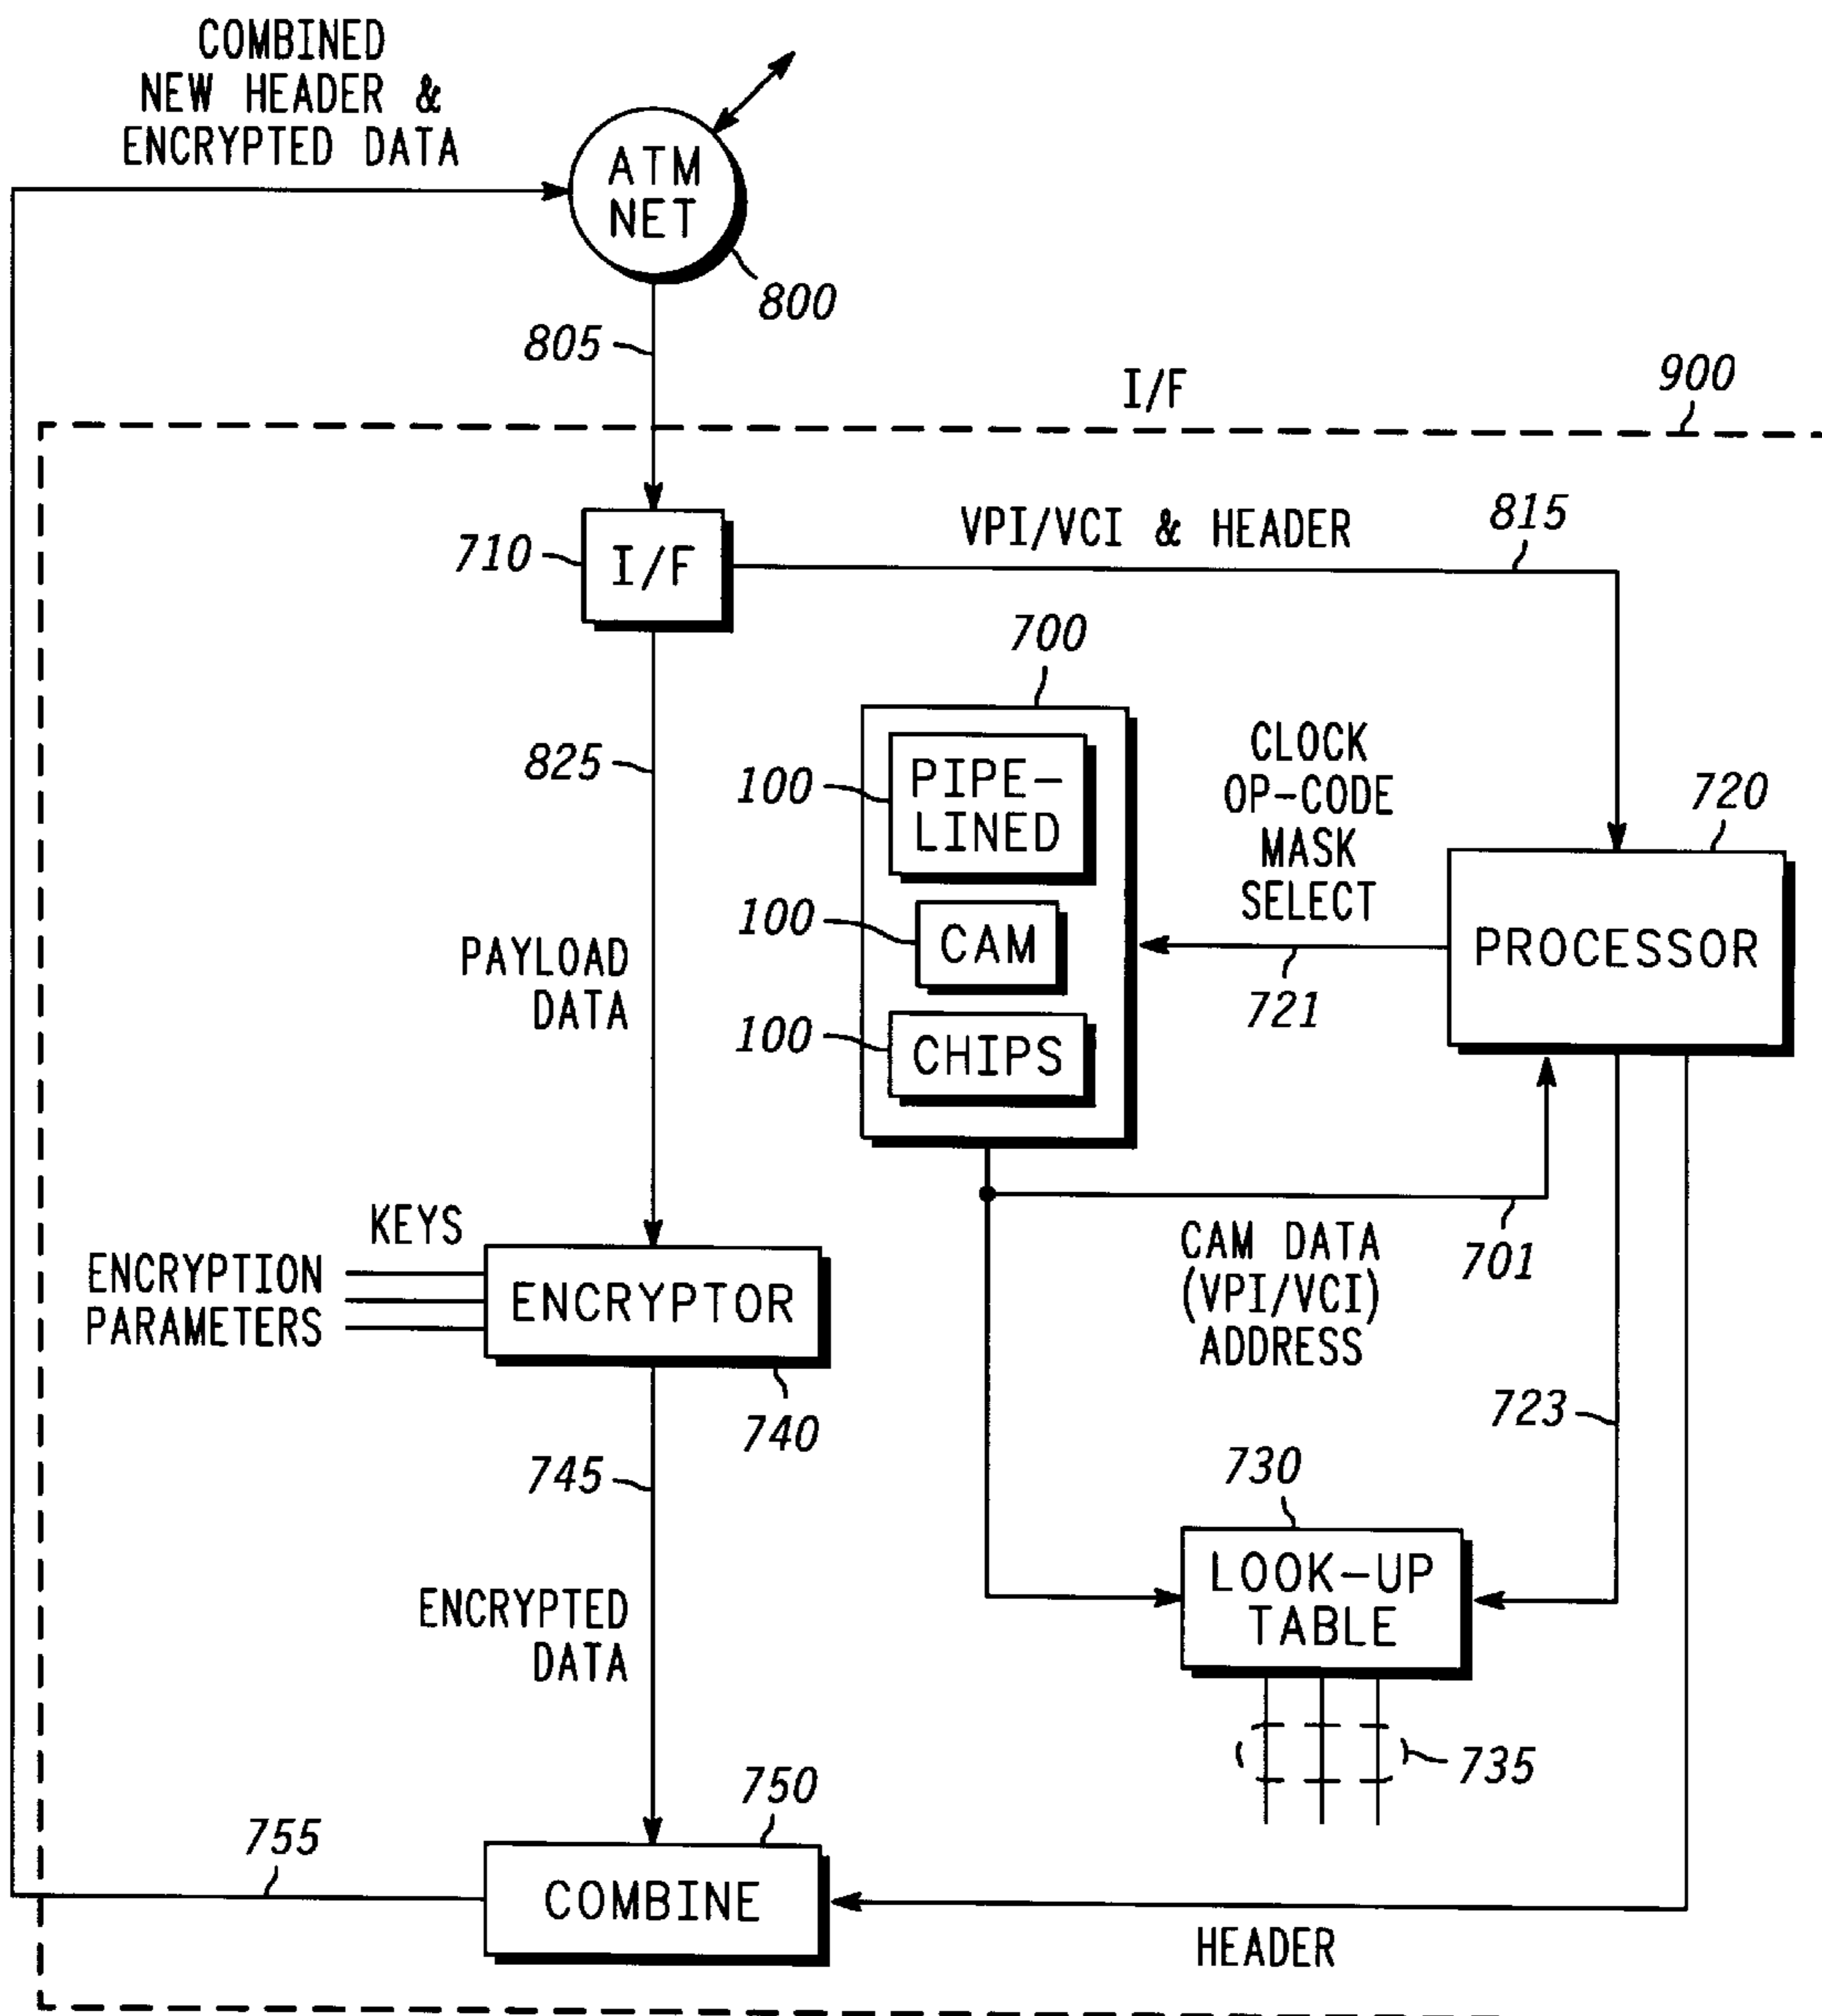 COMBINED
NEW HEADER &
ENCRYPTED DATA
ATM
NET
800
805
I/F
900
710
I/F
VPI/VCI & HEADER
815
700
825
100
PIPE-
LINED
CLOCK
OP-CODE
MASK
SELECT
720
100
CAM
PAYLOAD
DATA
PROCESSOR
721
100
CHIPS
KEYS
ENCRYPTION
PARAMETERS
ENCRYPTOR
CAM DATA
(VPI/VCI)
ADDRESS
701
740
723
745
730
LOOK-UP
TABLE
ENCRYPTED
DATA
735
750
755
COMBINE
HEADER